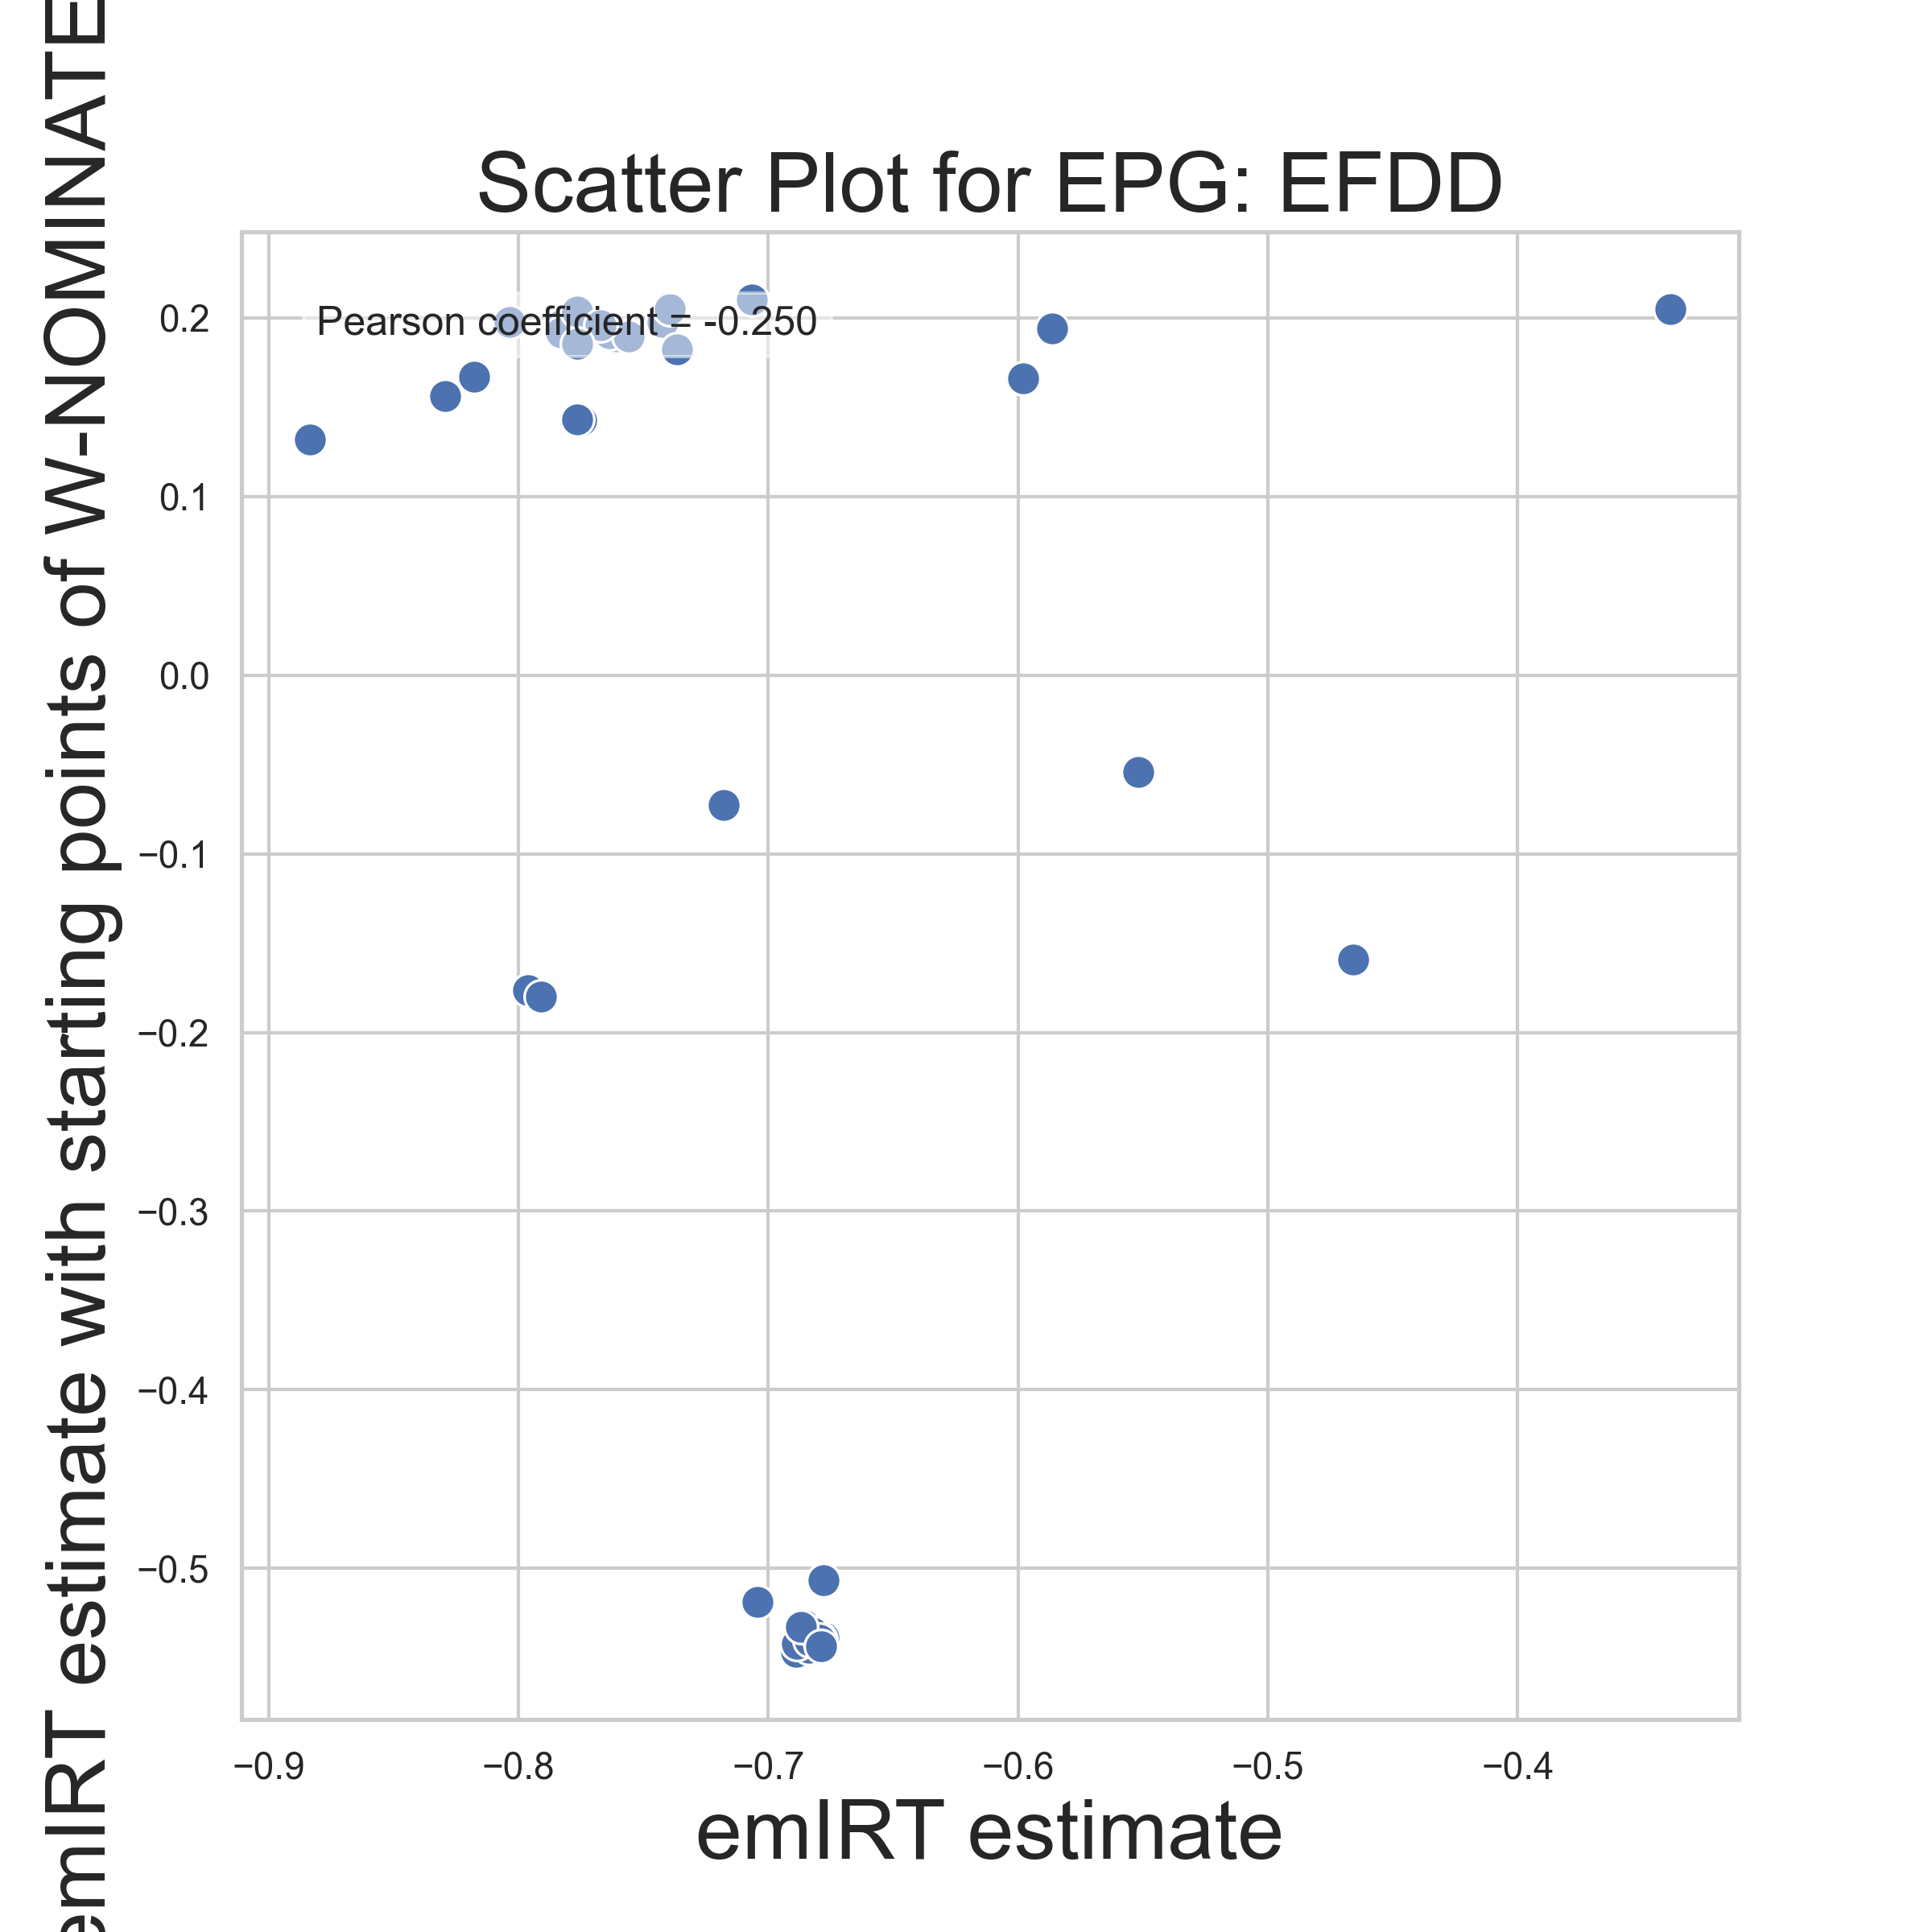 Scatter Plot for EPG: EFDD
emIRT estimate with starting points of W-NOMINATE
Pearson coefficient = -0.250
0.2
0.1
0.0
−0.1
−0.2
−0.3
−0.4
−0.5
−0.9 −0.8 −0.7 −0.6 −0.5 −0.4
emIRT estimate